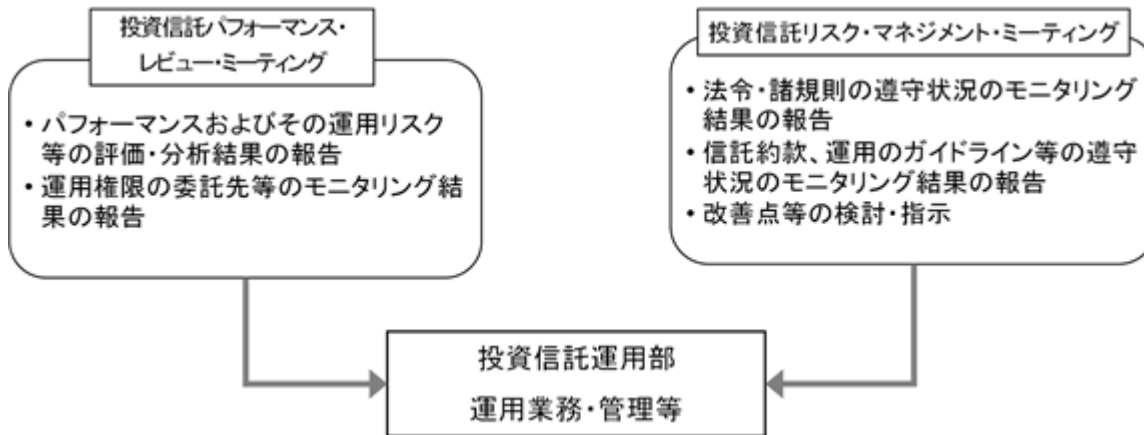 投資信託パフォーマンス・
レビュー・ミーティング
• パフォーマンスおよびその運用リスク
等の評価・分析結果の報告
• 運用権限の委託先等のモニタリング結
果の報告
投資信託リスク・マネジメント・ミーティング
• 法令・諸規則の遵守状況のモニタリング
結果の報告
• 信託約款、運用のガイドライン等の遵守
状況のモニタリング結果の報告
• 改善点等の検討・指示
投資信託運用部
運用業務・管理等